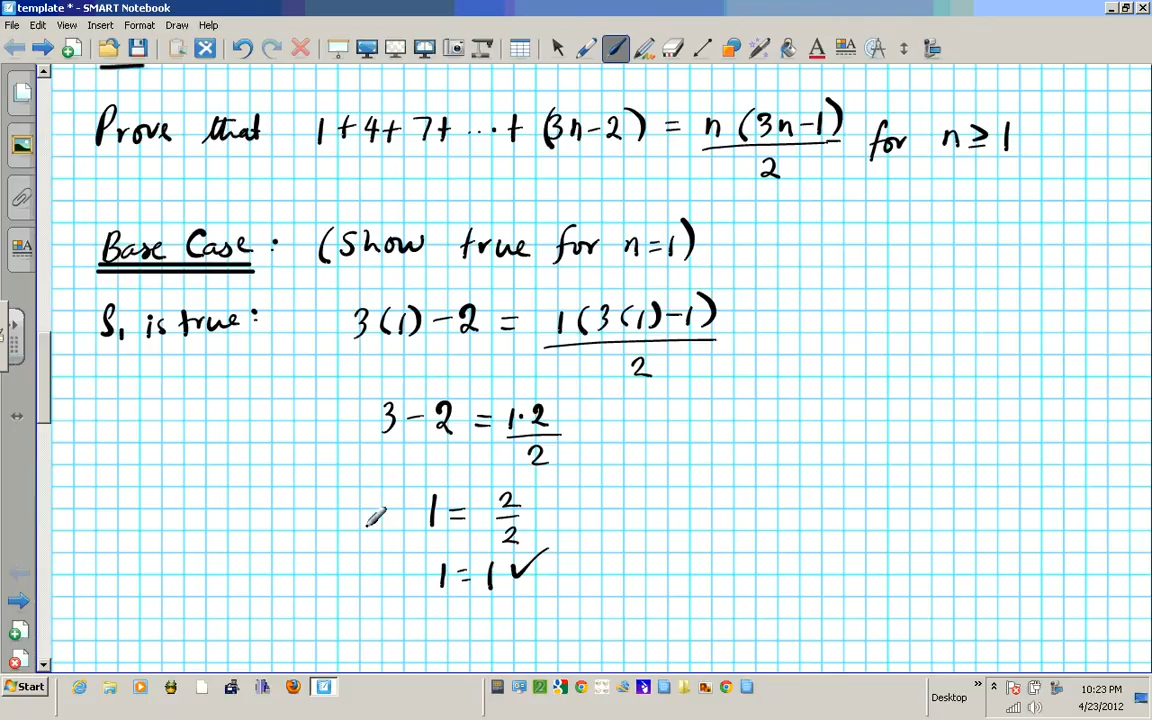 template * - SMART Notebook
File Edit View Insert Format Draw Help
Prove that 1 + 4 + 7 + ... + (3n - 2) = n (3n - 1) / 2 for n ≥ 1
Base Case : (Show true for n = 1)
S₁ is true : 3(1) - 2 = 1 (3(1) - 1) / 2
3 - 2 = 1 · 2 / 2
1 = 2 / 2
1 = 1 ✓
Start
Desktop
»
10:23 PM
4/23/2012